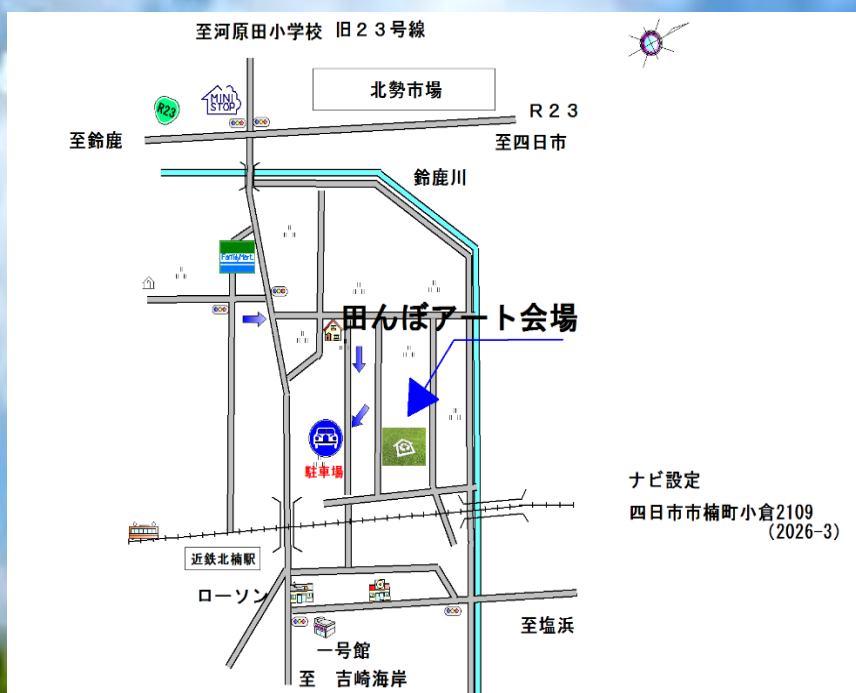 至河原田小学校 旧２３号線
北勢市場
MINI
STOP
R23
Ｒ２３
至鈴鹿
至四日市
鈴鹿川
FamilyMart
田んぼアート会場
駐車場
ナビ設定
四日市市楠町小倉2109
(2026-3)
近鉄北楠駅
ローソン
一号館
至塩浜
至 吉崎海岸